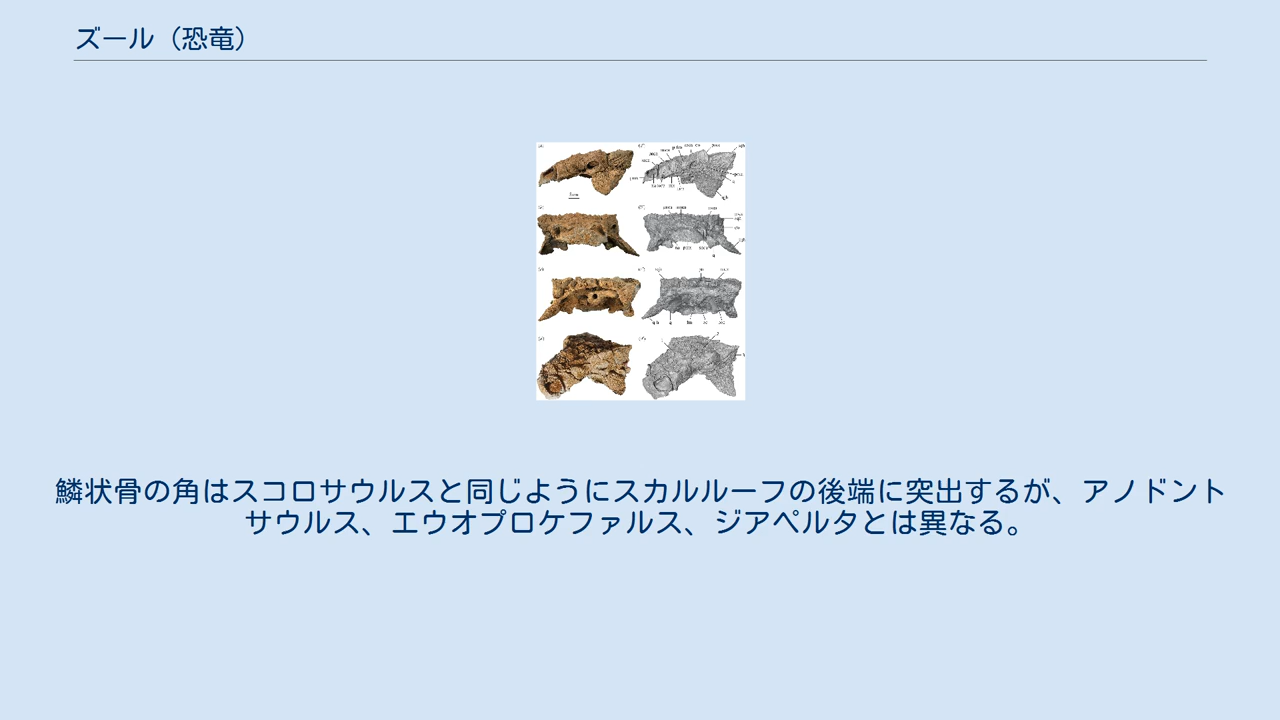 ズール（恐竜）
鱗状骨の角はスコロサウルスと同じようにスカルルーフの後端に突出するが、アノドント
サウルス、エウオプロケファルス、ジアペルタとは異なる。